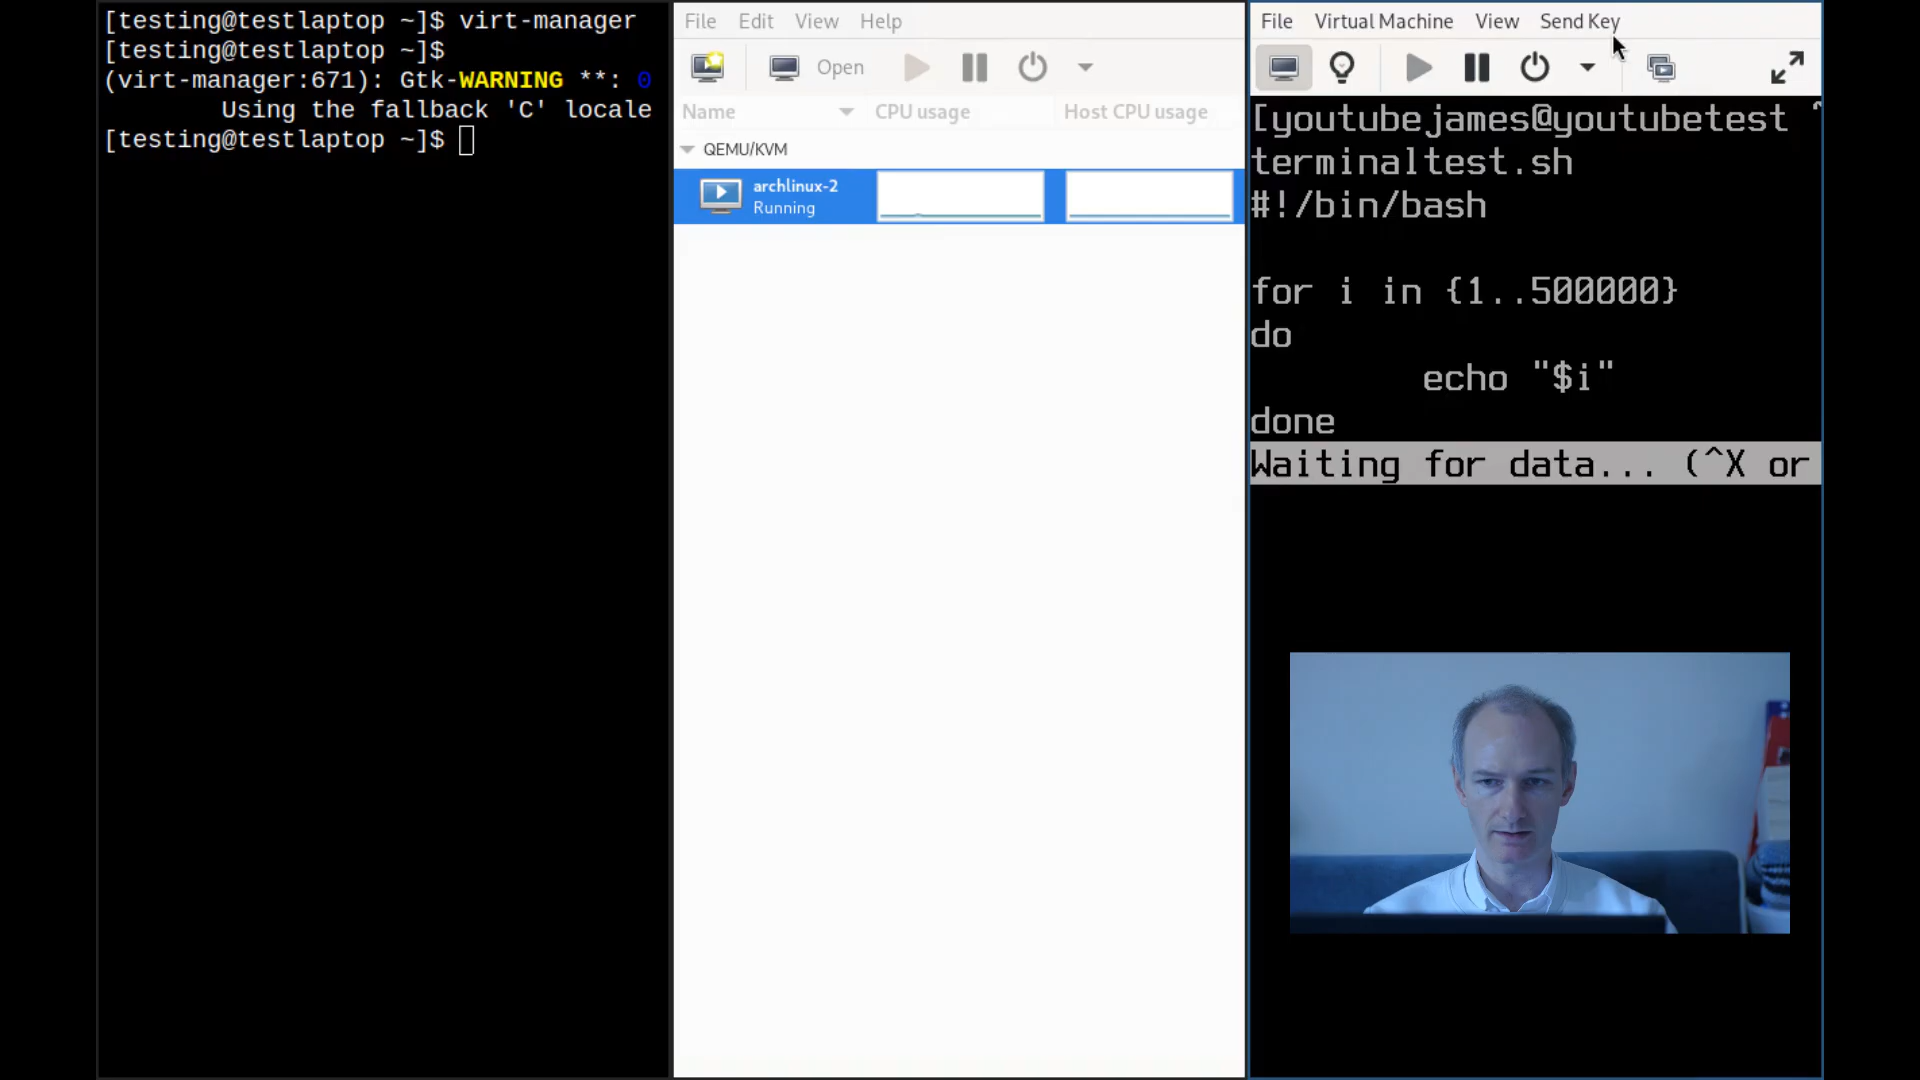 [testing@testlaptop ~]$ virt-manager
[testing@testlaptop ~]$
(virt-manager:671): Gtk-WARNING **: 0
Using the fallback 'C' locale
[testing@testlaptop ~]$
File Edit View Help
Open
Name CPU usage Host CPU usage
QEMU/KVM
archlinux-2
Running
File Virtual Machine View Send Key
[youtubejames@youtubetest ~
terminaltest.sh
#!/bin/bash
for i in {1..500000}
do
echo "$i"
done
Waiting for data... (^X or